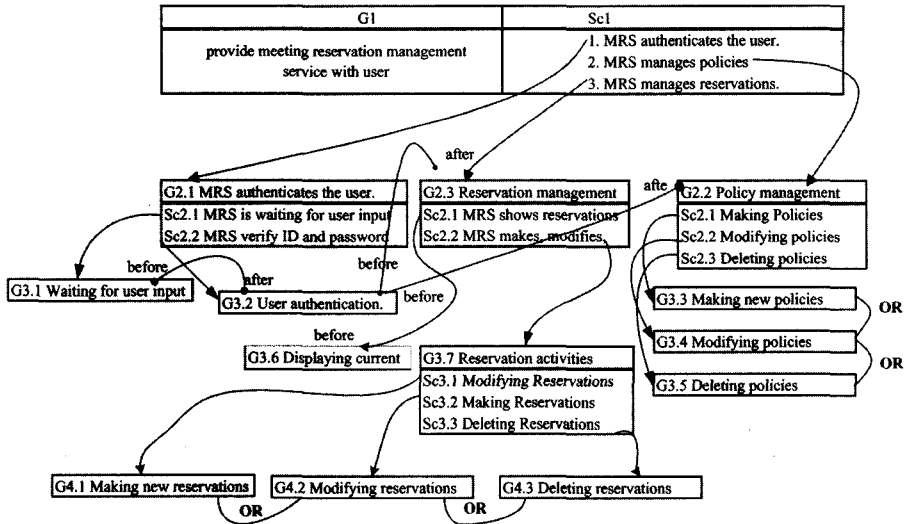 G1 Sc1
provide meeting reservation management
service with user
1. MRS authenticates the user.
2. MRS manages policies
3. MRS manages reservations.
after
G2.1 MRS authenticates the user.
Sc2.1 MRS is waiting for user input
Sc2.2 MRS verify ID and password
G2.3 Reservation management
Sc2.1 MRS shows reservations
Sc2.2 MRS makes, modifies,
afte
G2.2 Policy management
Sc2.1 Making Policies
Sc2.2 Modifying policies
Sc2.3 Deleting policies
before
after
before
before
G3.1 Waiting for user input
G3.2 User authentication.
G3.3 Making new policies
OR
before
G3.4 Modifying policies
G3.6 Displaying current
G3.7 Reservation activities
OR
Sc3.1 Modifying Reservations
Sc3.2 Making Reservations
Sc3.3 Deleting Reservations
G3.5 Deleting policies
G4.1 Making new reservations
G4.2 Modifying reservations
G4.3 Deleting reservations
OR
OR